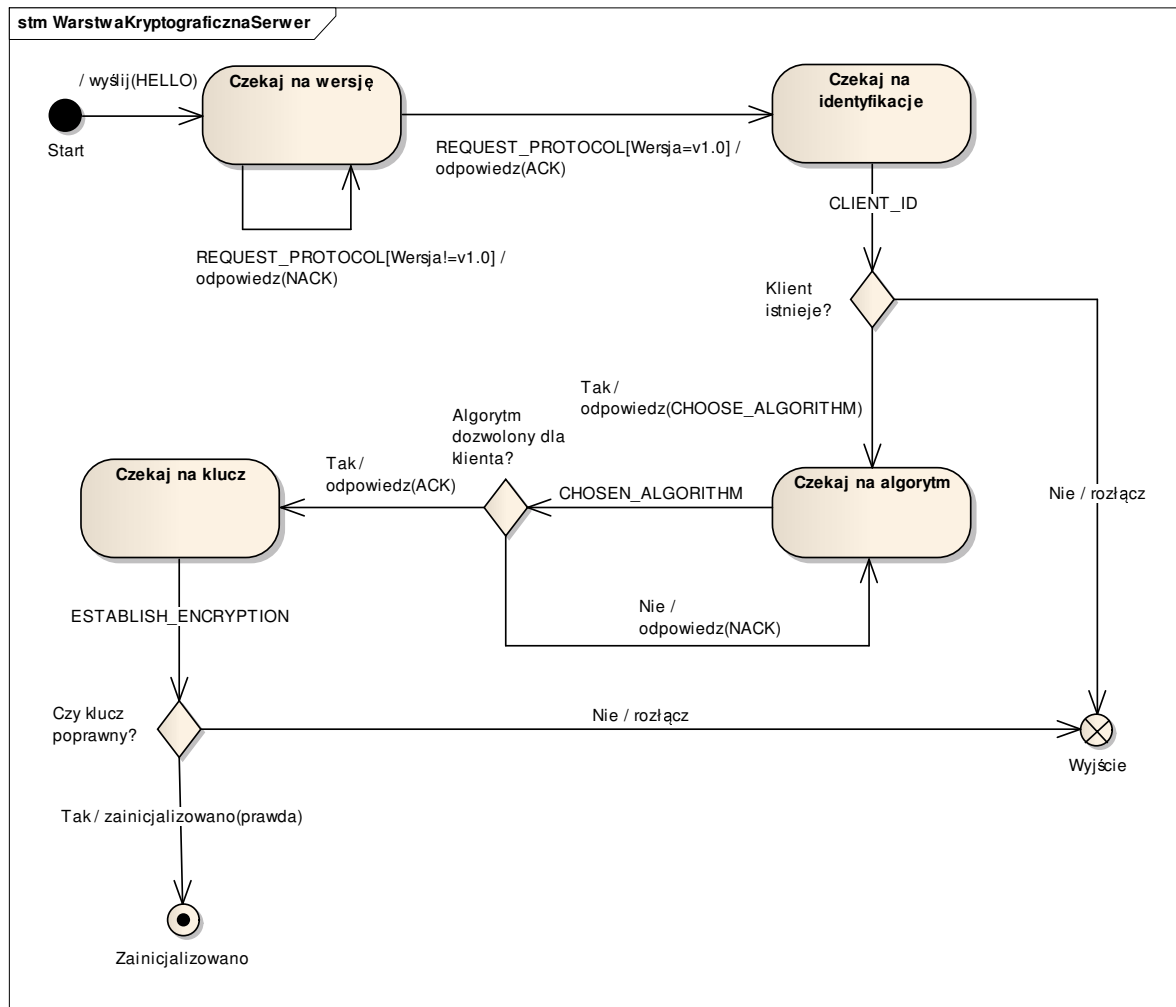 stm WarstwaKryptograficznaSerwer
/ wyślij(HELLO)
Start
Czekaj na wersję
REQUEST_PROTOCOL[Wersja=v1.0] /
odpowiedz(ACK)
REQUEST_PROTOCOL[Wersja!=v1.0] /
odpowiedz(NACK)
Czekaj na
identyfikacje
CLIENT_ID
Klient
istnieje?
Tak /
odpowiedz(CHOOSE_ALGORITHM)
Nie / rozłącz
Czekaj na algorytm
CHOSEN_ALGORITHM
Algorytm
dozwolony dla
klienta?
Tak /
odpowiedz(ACK)
Nie /
odpowiedz(NACK)
Czekaj na klucz
ESTABLISH_ENCRYPTION
Czy klucz
poprawny?
Nie / rozłącz
Wyjście
Tak / zainicjalizowano(prawda)
Zainicjalizowano